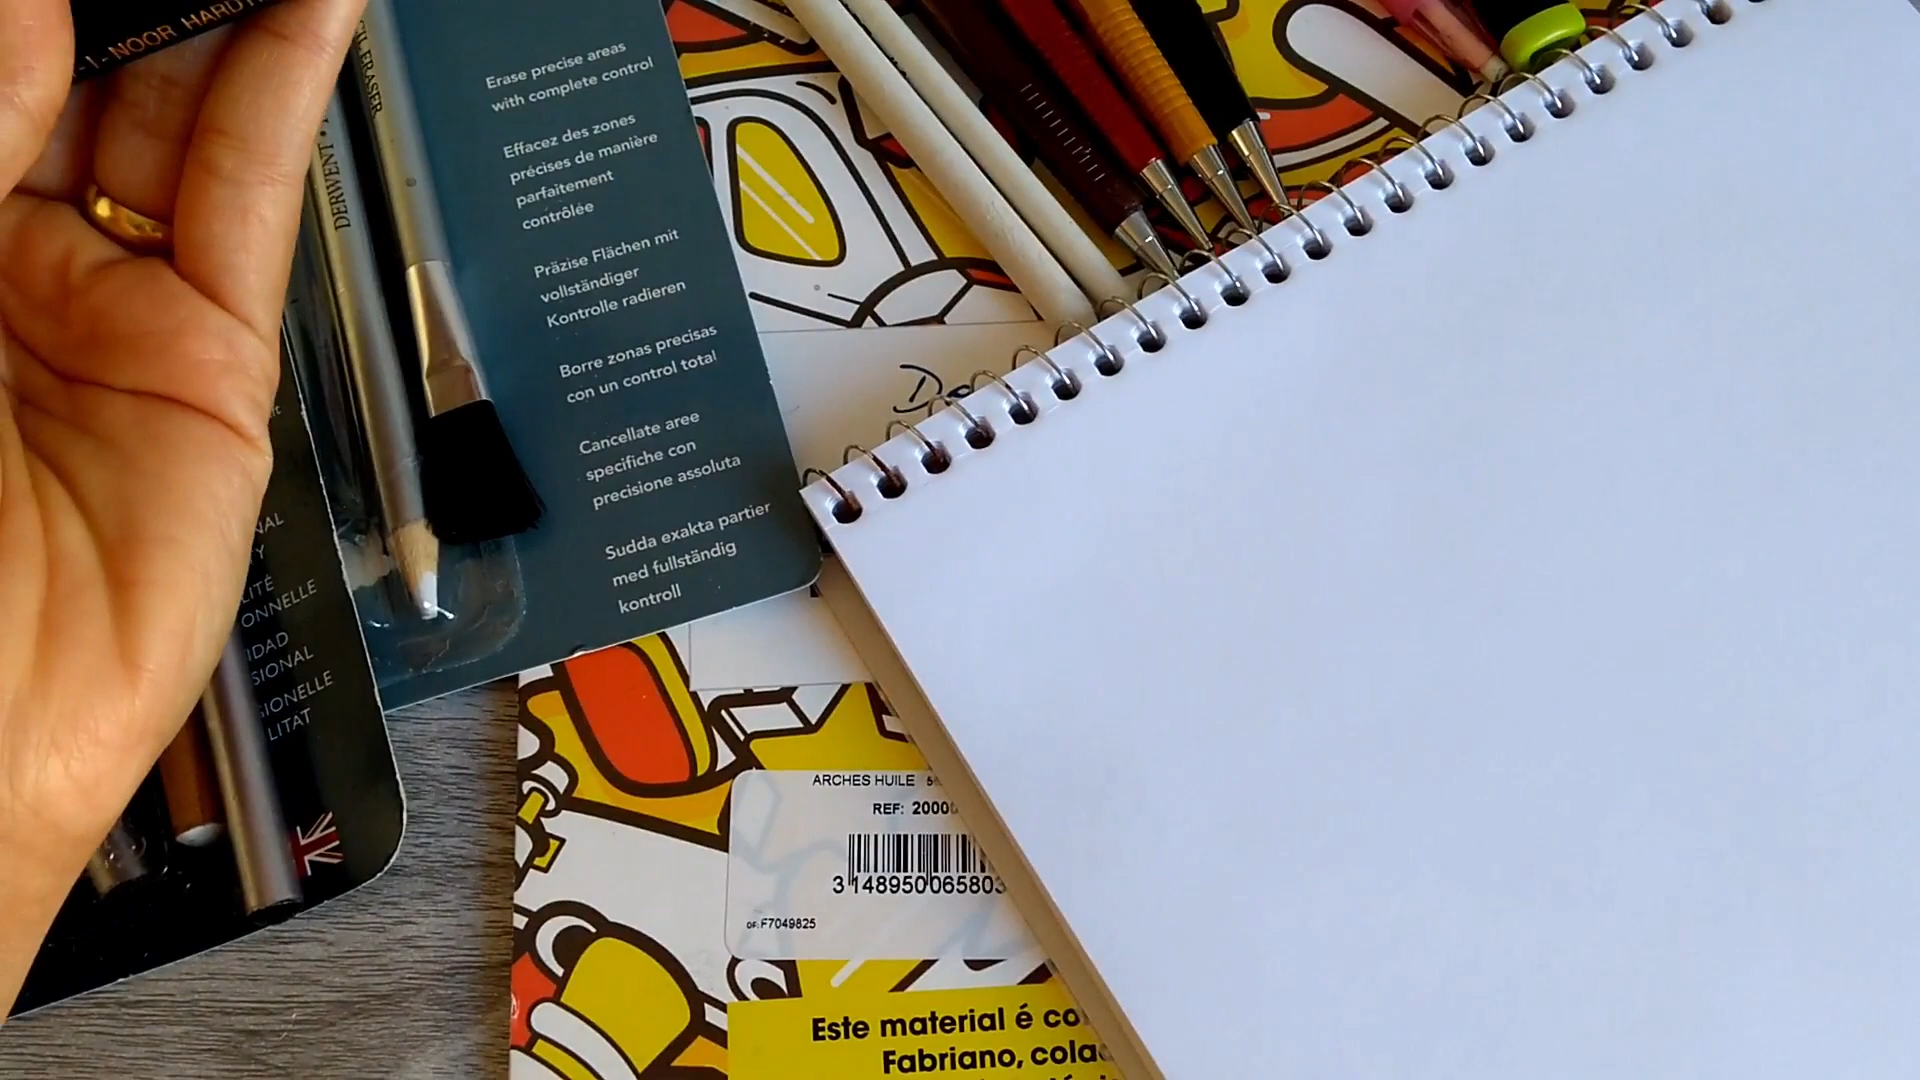 -I-NOOR HARDT
DERWENT •
ERASER
Erase precise areas
with complete control
Effacez des zones
précises de manière
parfaitement
contrôlée
Präzise Flächen mit
vollständiger
Kontrolle radieren
Borre zonas precisas
con un control total
Cancellate aree
specifiche con
precisione assoluta
Sudda exakta partier
med fullständig
kontroll
NAL
Y
LITÉ
ONNELLE
IDAD
SIONAL
GIONELLE
LITAT
ARCHES HUILE
REF: 2000
3 148950 065803
OF: F7049825
Este material é co
Fabriano, cola